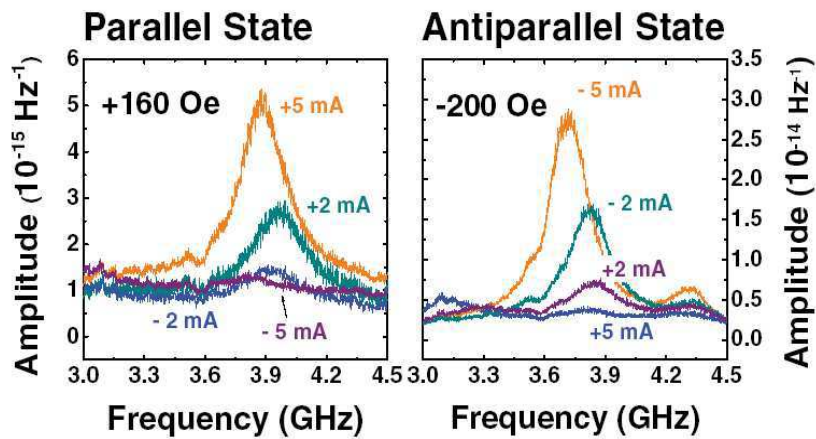 Parallel State
Antiparallel State
Amplitude (10⁻¹⁵ Hz⁻¹)
6
5
4
3
2
1
0
+160 Oe
+5 mA
+2 mA
- 2 mA
- 5 mA
3.0 3.3 3.6 3.9 4.2 4.5
Frequency (GHz)
-200 Oe
- 5 mA
- 2 mA
+2 mA
+5 mA
3.0 3.3 3.6 3.9 4.2 4.5
Frequency (GHz)
3.5
3.0
2.5
2.0
1.5
1.0
0.5
0.0
Amplitude (10⁻¹⁴ Hz⁻¹)